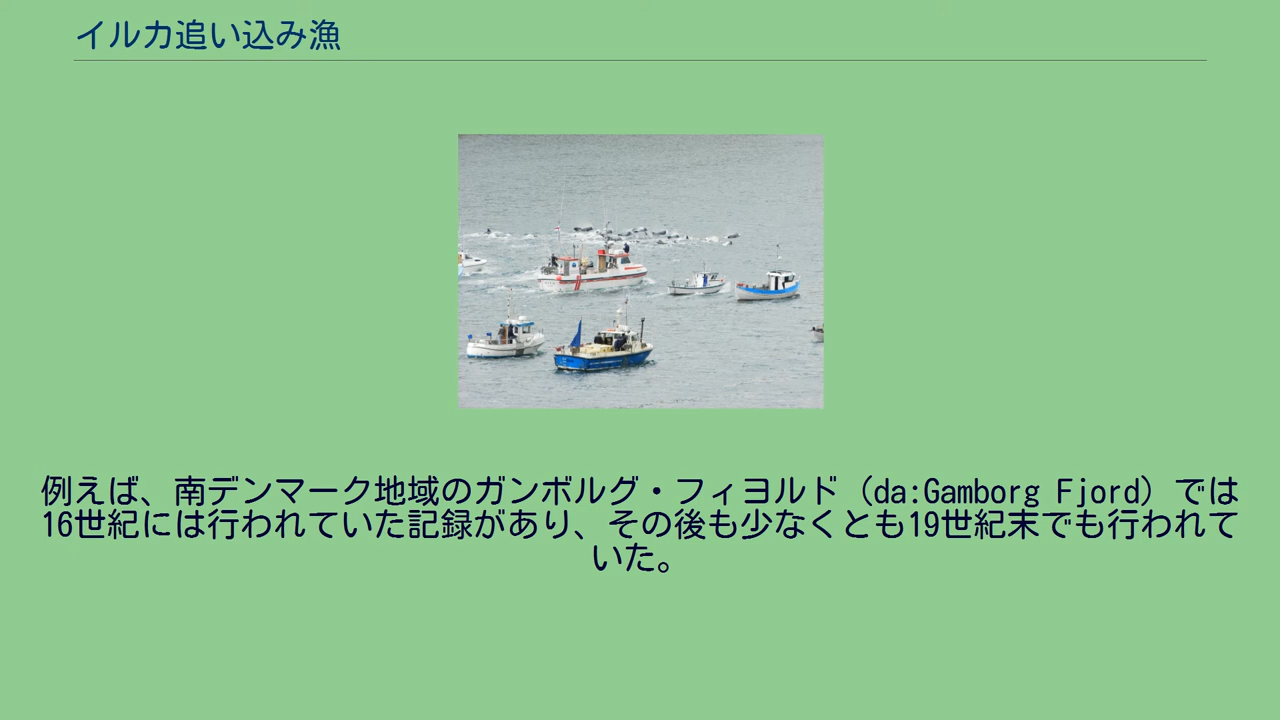 イルカ追い込み漁
例えば、南デンマーク地域のガンボルグ・フィヨルド（da:Gamborg Fjord）では
16世紀には行われていた記録があり、その後も少なくとも19世紀末でも行われて
いた。